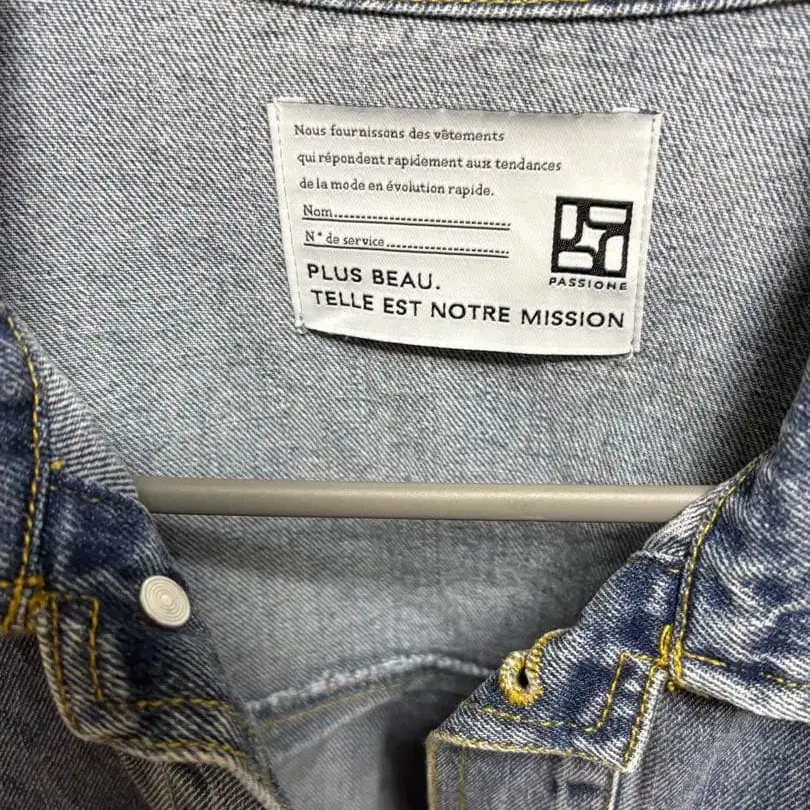 Nous fournissons des vêtements
qui répondent rapidement aux tendances
de la mode en évolution rapide.
Nom..............................
N° de service......................
PASSIONE
PLUS BEAU.
TELLE EST NOTRE MISSION